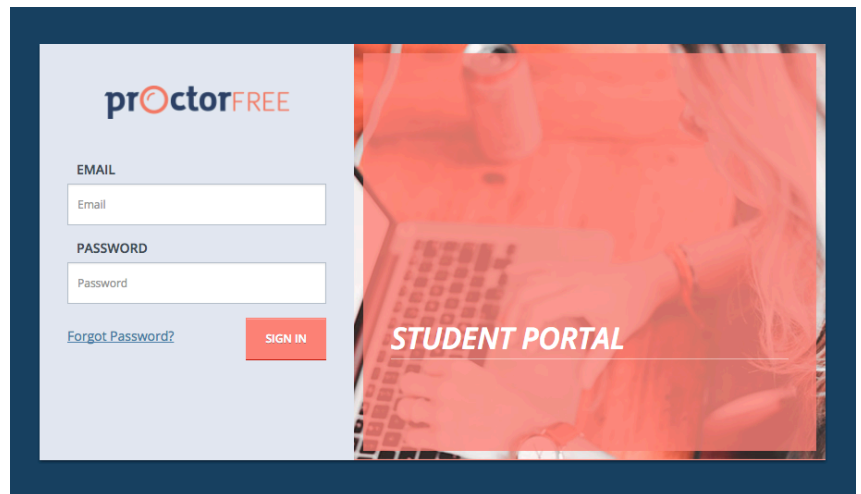 proctorFREE
EMAIL
Email
PASSWORD
Password
Forgot Password?
SIGN IN
STUDENT PORTAL